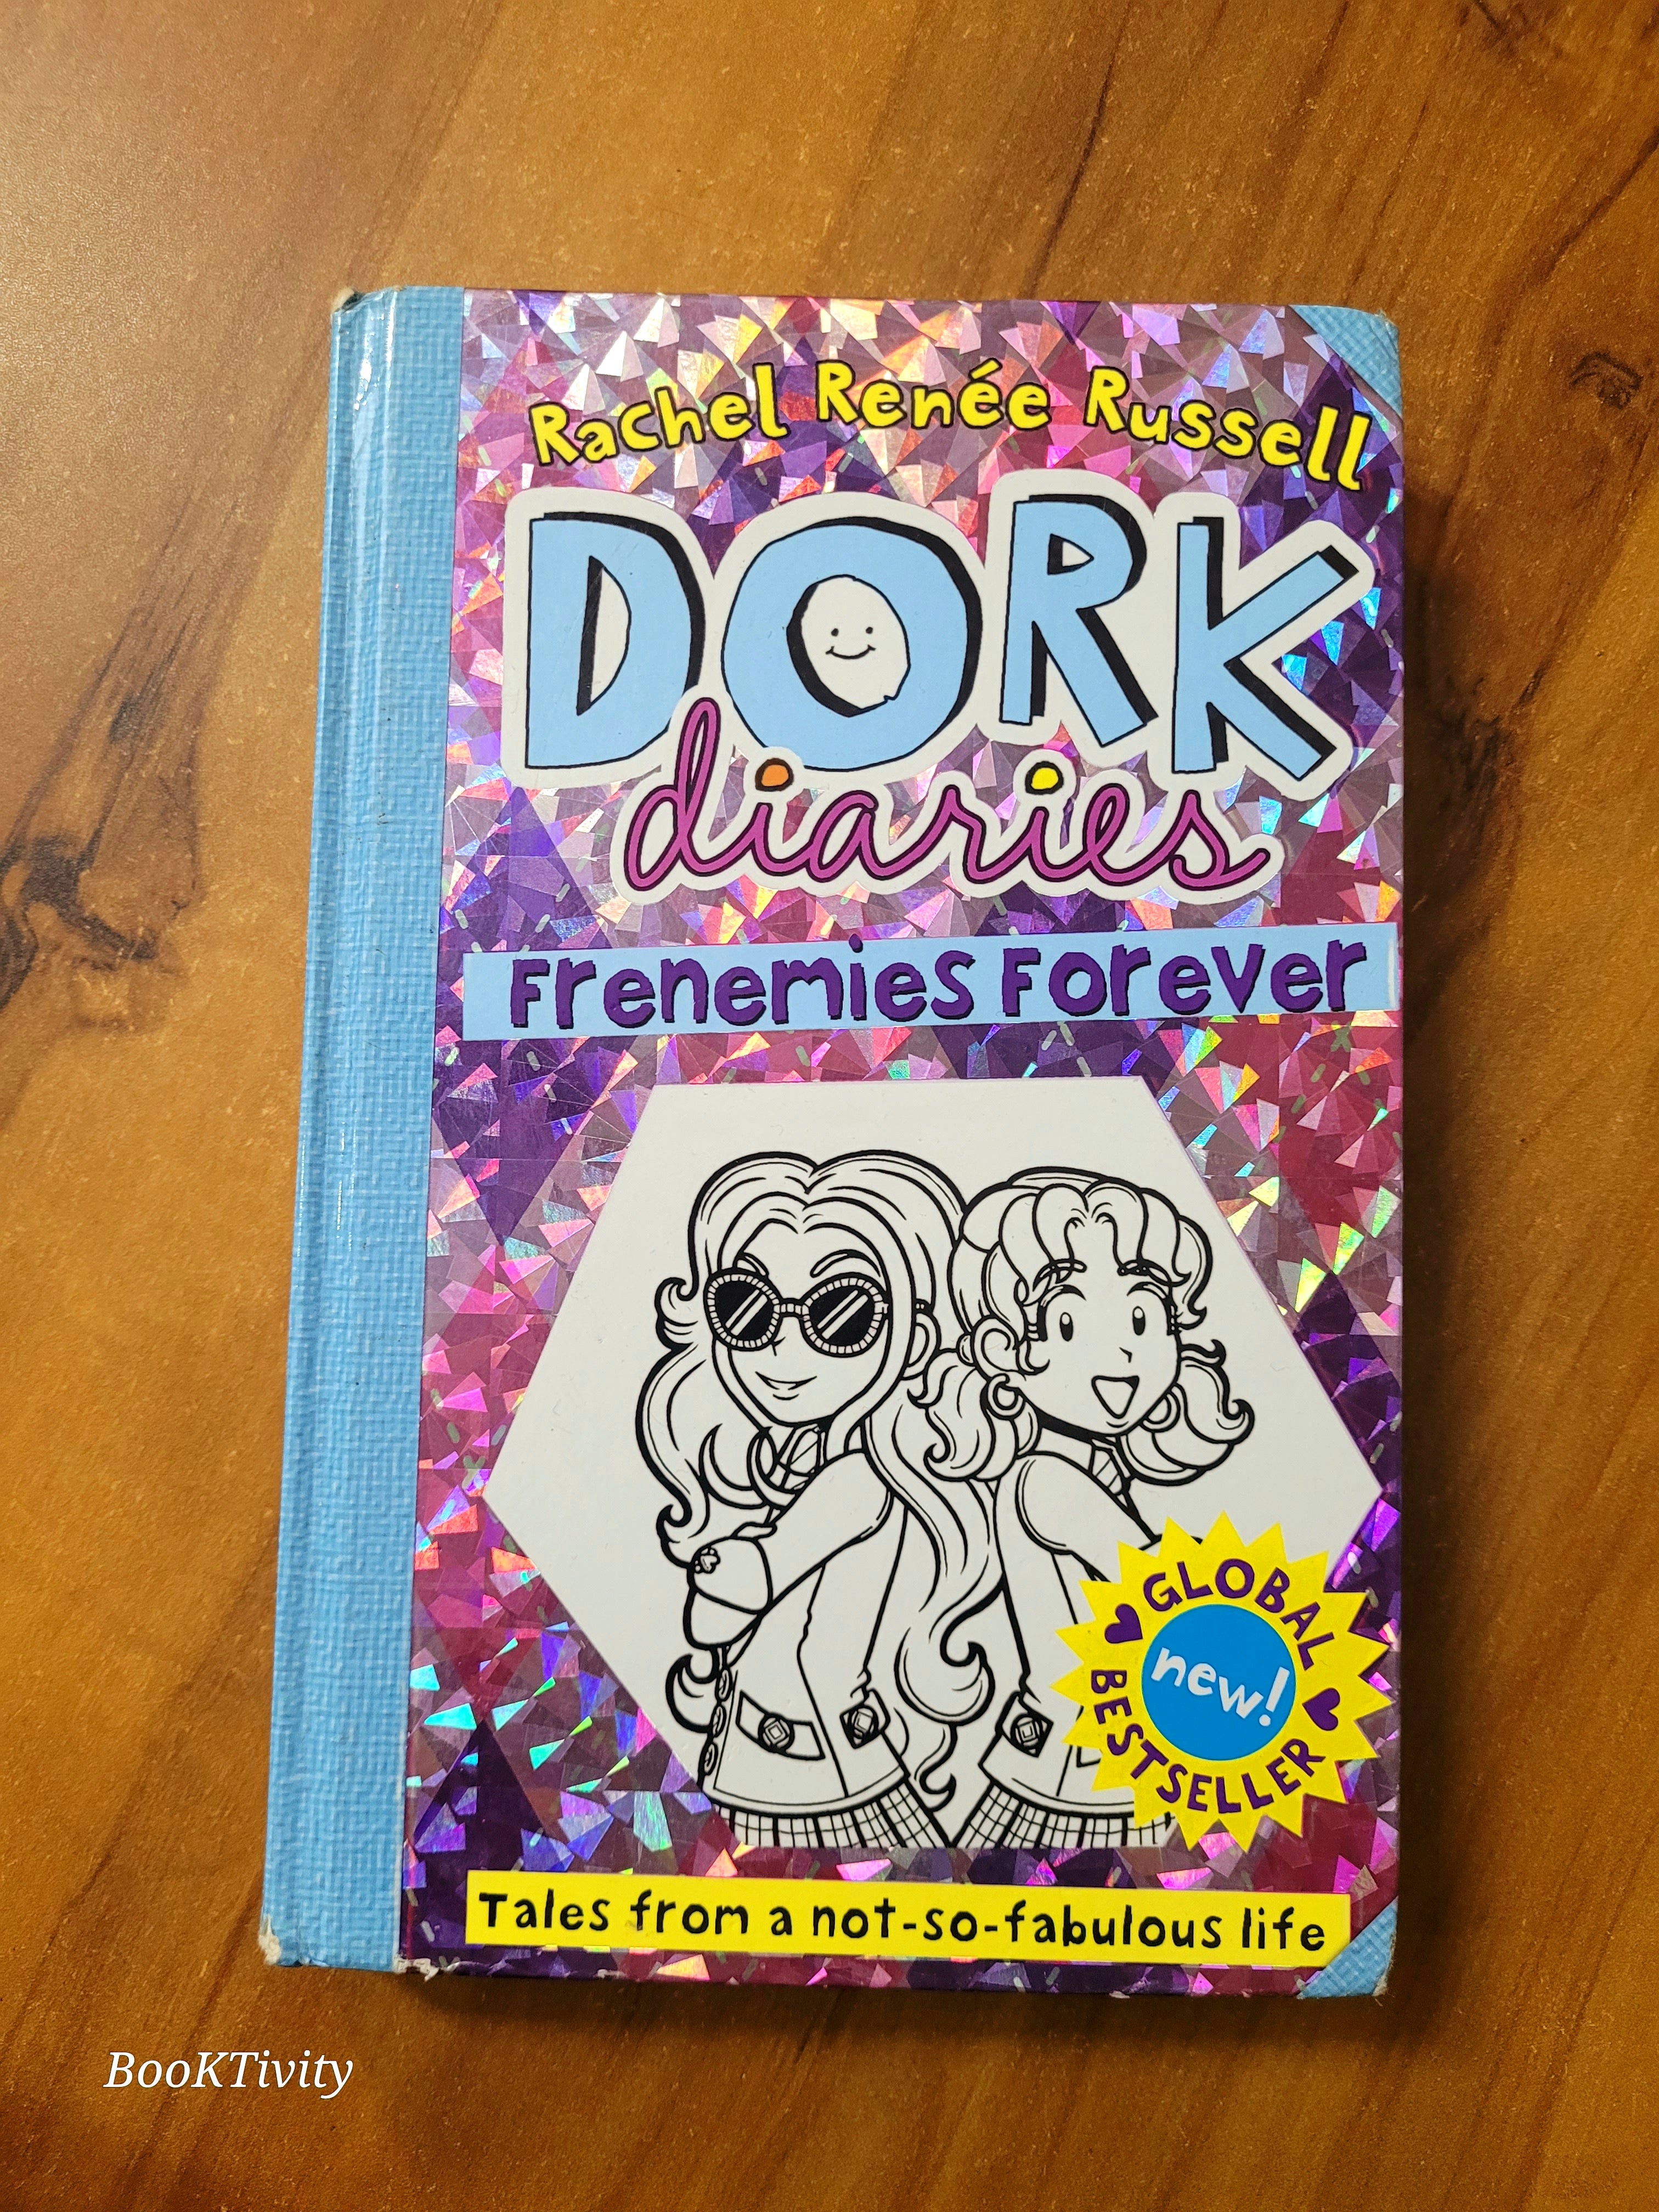 Rachel Renée Russell
DORK
diaries
Frenemies Forever
GLOBAL
new!
BESTSELLER
Tales from a not-so-fabulous life
BooKTivity